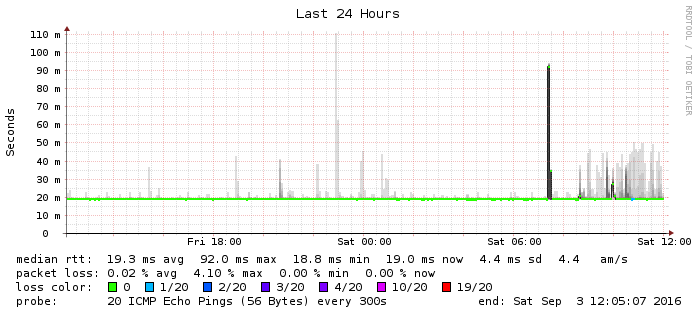 Last 24 Hours
RRDTOOL / TOBI OETIKER
Seconds
110 m
100 m
90 m
80 m
70 m
60 m
50 m
40 m
30 m
20 m
10 m
0
Fri 18:00 Sat 00:00 Sat 06:00 Sat 12:00
median rtt: 19.3 ms avg 92.0 ms max 18.8 ms min 19.0 ms now 4.4 ms sd 4.4 am/s
packet loss: 0.02 % avg 4.10 % max 0.00 % min 0.00 % now
loss color: 0 1/20 2/20 3/20 4/20 10/20 19/20
probe: 20 ICMP Echo Pings (56 Bytes) every 300s end: Sat Sep 3 12:05:07 2016